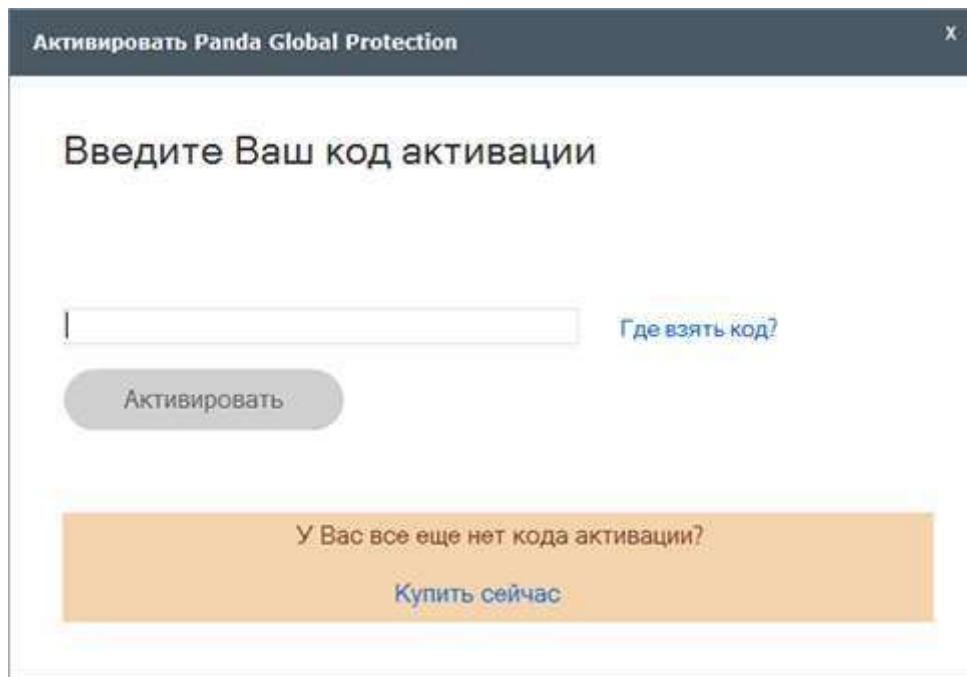 Активировать Panda Global Protection
X
Введите Ваш код активации
Где взять код?
Активировать
У Вас все еще нет кода активации?
Купить сейчас